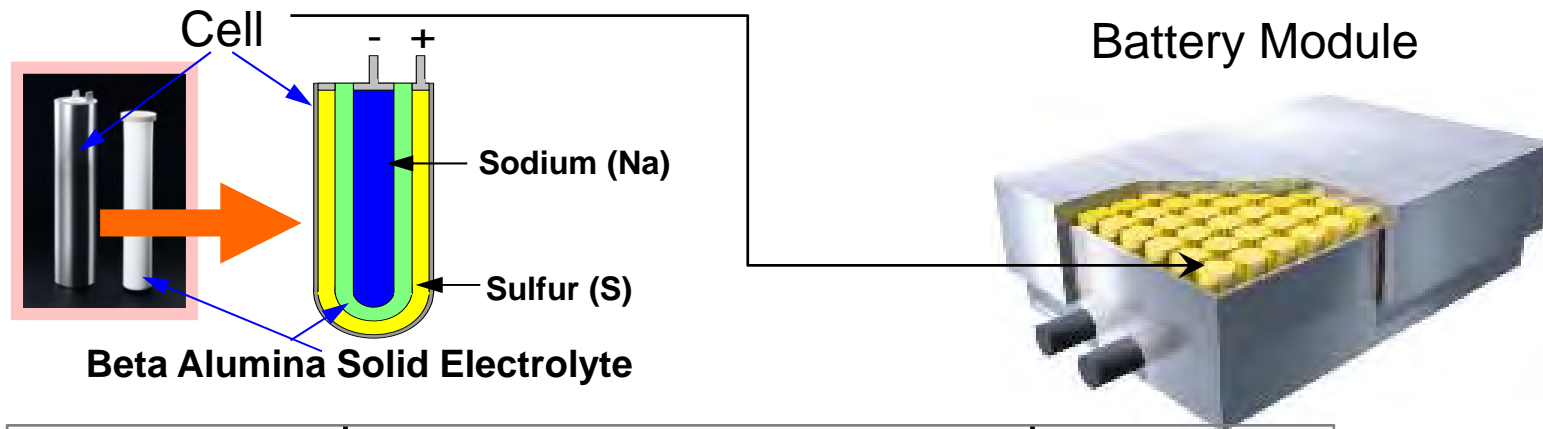 Cell
- +
Battery Module
Sodium (Na)
Sulfur (S)
Beta Alumina Solid Electrolyte